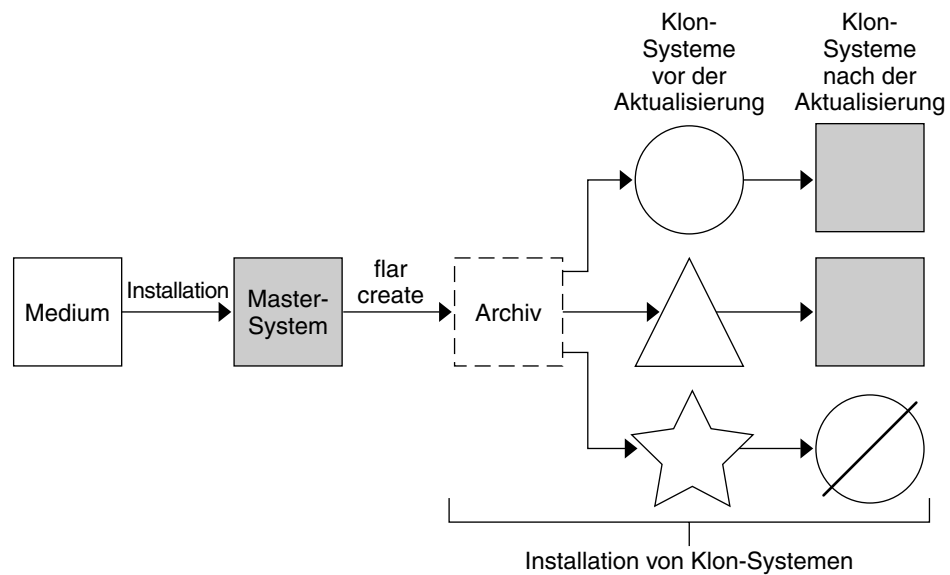 Klon-
Systeme
vor der
Aktualisierung
Klon-
Systeme
nach der
Aktualisierung
Medium
Installation
Master-
System
flar
create
Archiv
Installation von Klon-Systemen